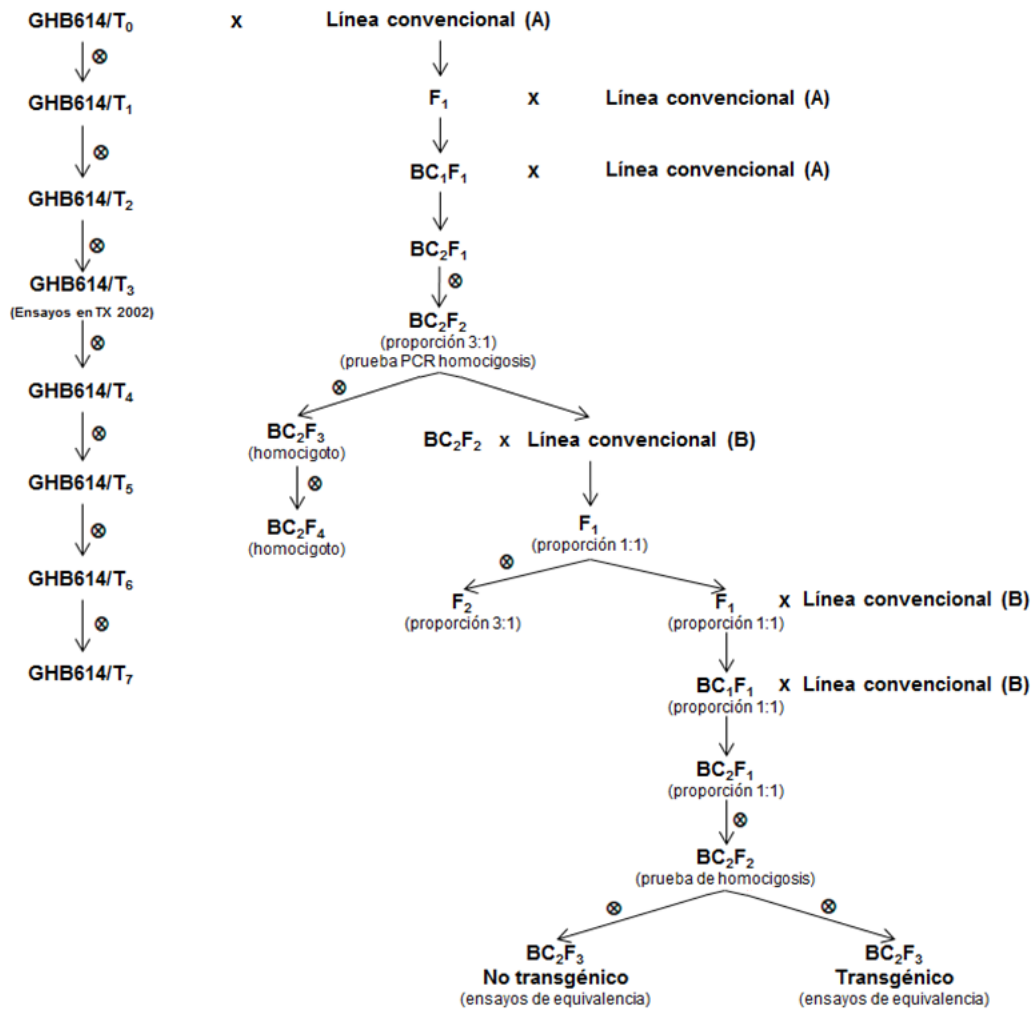 GHB614/T₀ x Línea convencional (A)
⊗
GHB614/T₁
F₁ x Línea convencional (A)
⊗
BC₁F₁ x Línea convencional (A)
GHB614/T₂
⊗
BC₂F₁
⊗
GHB614/T₃
(Ensayos en TX 2002)
BC₂F₂
(proporción 3:1)
(prueba PCR homocigosis)
⊗
⊗
GHB614/T₄
⊗
BC₂F₃
(homocigoto)
BC₂F₂ x Línea convencional (B)
⊗
GHB614/T₅
BC₂F₄
(homocigoto)
F₁
(proporción 1:1)
⊗
⊗
GHB614/T₆
F₂
(proporción 3:1)
F₁ x Línea convencional (B)
(proporción 1:1)
⊗
GHB614/T₇
BC₁F₁ X Línea convencional (B)
(proporción 1:1)
BC₂F₁
(proporción 1:1)
⊗
BC₂F₂
(prueba de homocigosis)
⊗ ⊗
BC₂F₃
No transgénico
(ensayos de equivalencia)
BC₂F₃
Transgénico
(ensayos de equivalencia)